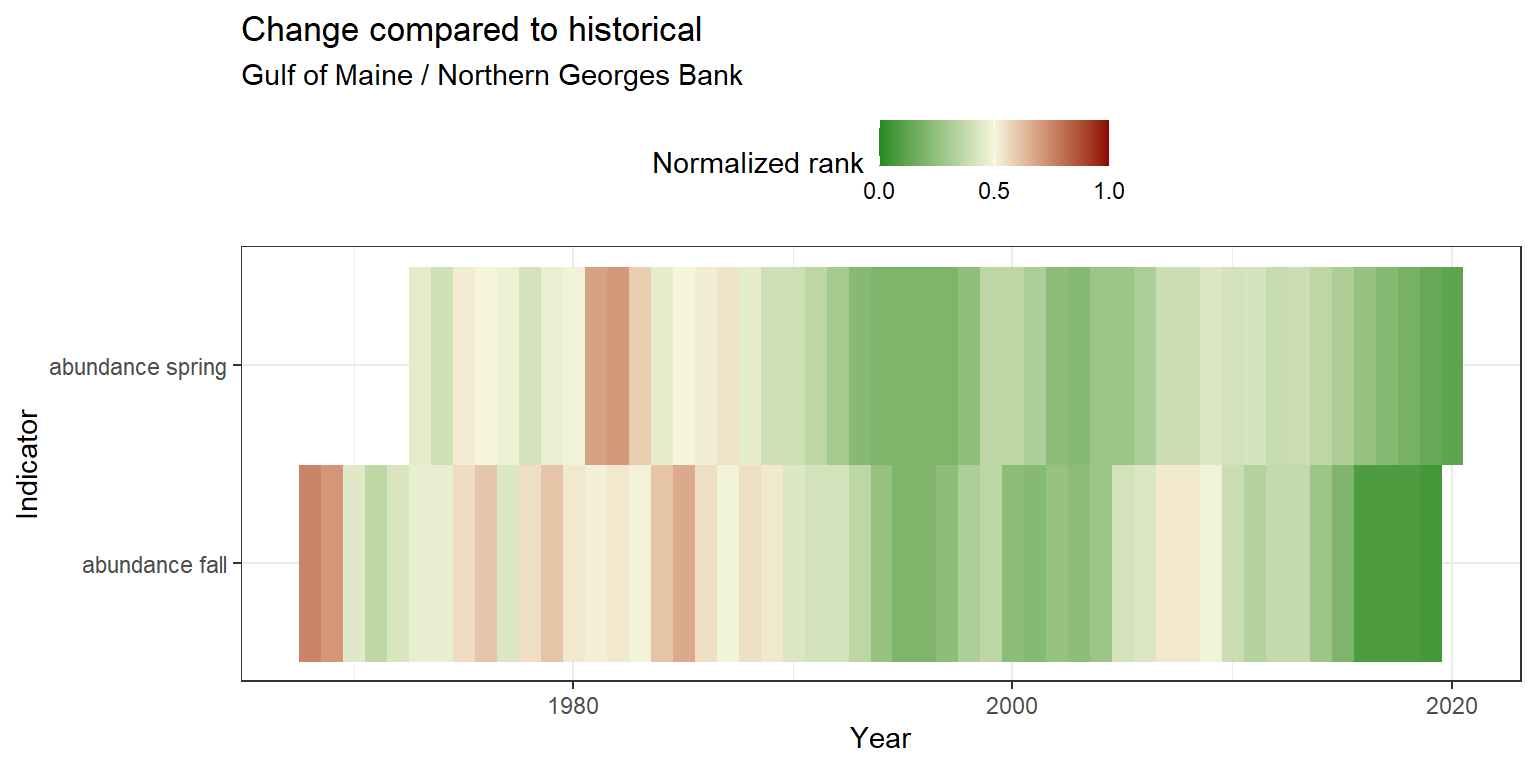 Change compared to historical
Gulf of Maine / Northern Georges Bank
Normalized rank
0.0 0.5 1.0
Indicator
abundance spring
abundance fall
1980 2000 2020
Year